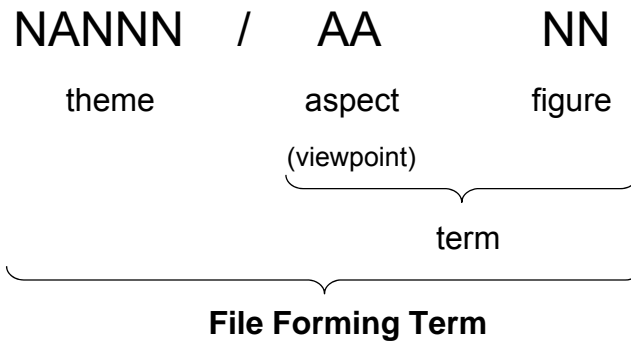 NANNN / AA NN
theme aspect figure
(viewpoint)
term
File Forming Term